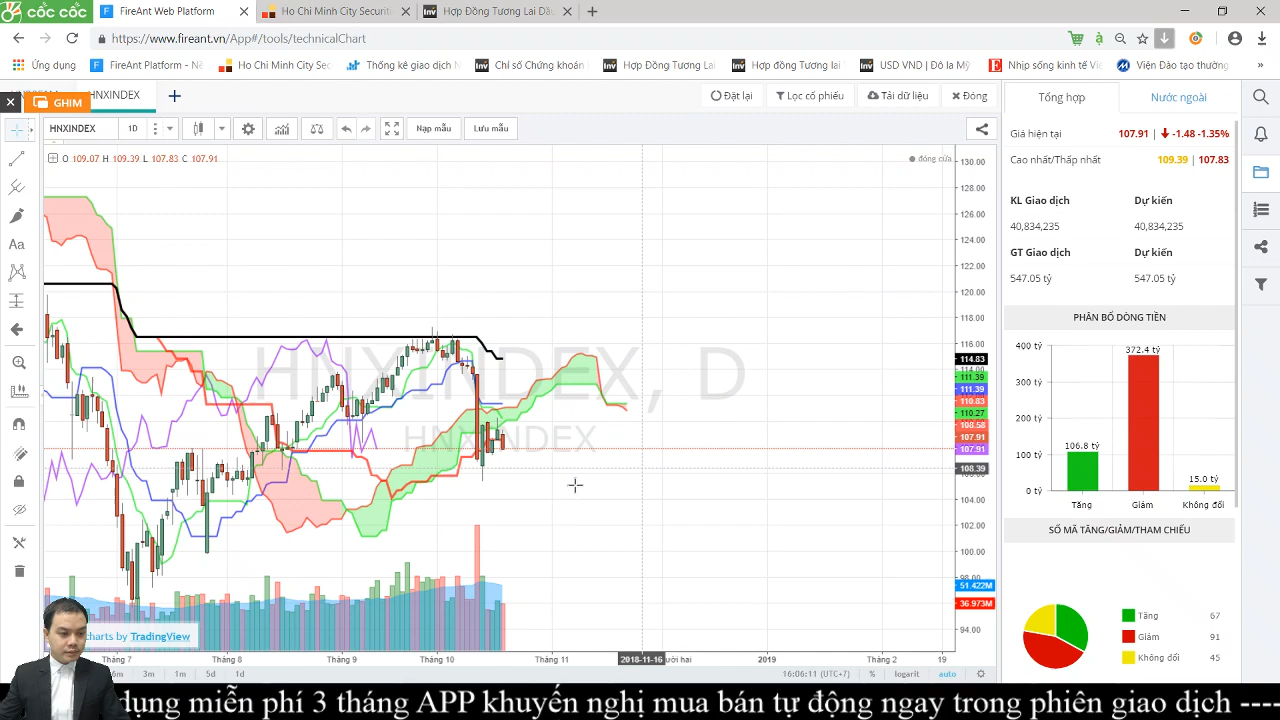 cốc cốc
FireAnt Web Platform
Ho Chi Minh City Securit
Hợp Đồng Tương Lai Dầ
https://www.fireant.vn/App#/tools/technicalChart
Ứng dụng
FireAnt Platform - Nề
Ho Chi Minh City Sec
Thống kê giao dịch N
Chỉ số Chứng khoán
Hợp Đồng Tương Lai
Hợp đồng Tương lai
USD VND | Đô la Mỹ
Nhịp sống kinh tế Vi
Viện Đào tạo thưởng
GHIM
HNXINDEX
Lọc cổ phiếu
Tải dữ liệu
Đóng
Tổng hợp
Nước ngoài
HNXINDEX
1D
Nạp mẫu
Lưu mẫu
Giá hiện tại
107.91 | -1.48 -1.35%
O 109.07 H 109.39 L 107.83 C 107.91
đóng cửa
Cao nhất/Thấp nhất
109.39 | 107.83
KL Giao dịch
Dự kiến
40,834,235
40,834,235
GT Giao dịch
Dự kiến
547.05 tỷ
547.05 tỷ
PHÂN BỔ DÒNG TIỀN
400 tỷ
300 tỷ
200 tỷ
100 tỷ
0 tỷ
106.8 tỷ
372.4 tỷ
15.0 tỷ
Tăng
Giảm
Không đổi
SỐ MÃ TĂNG/GIẢM/THAM CHIẾU
Tăng 67
Giảm 91
Không đổi 45
HNXINDEX, D
HNXINDEX
130.00
128.00
126.00
124.00
122.00
120.00
118.00
116.00
114.83
114.00
111.39
111.39
110.83
110.27
108.58
107.91
107.91
108.39
104.00
102.00
100.00
98.00
51.422M
36.973M
94.00
charts by TradingView
Tháng 7
Tháng 8
Tháng 9
Tháng 10
Tháng 11
2018-11-16
ười hai
2019
Tháng 2
19
6m
3m
1m
5d
1d
16:06:11 (UTC+7)
%
logarit
auto
dụng miễn phí 3 tháng APP khuyến nghị mua bán tự động ngay trong phiên giao dịch ----